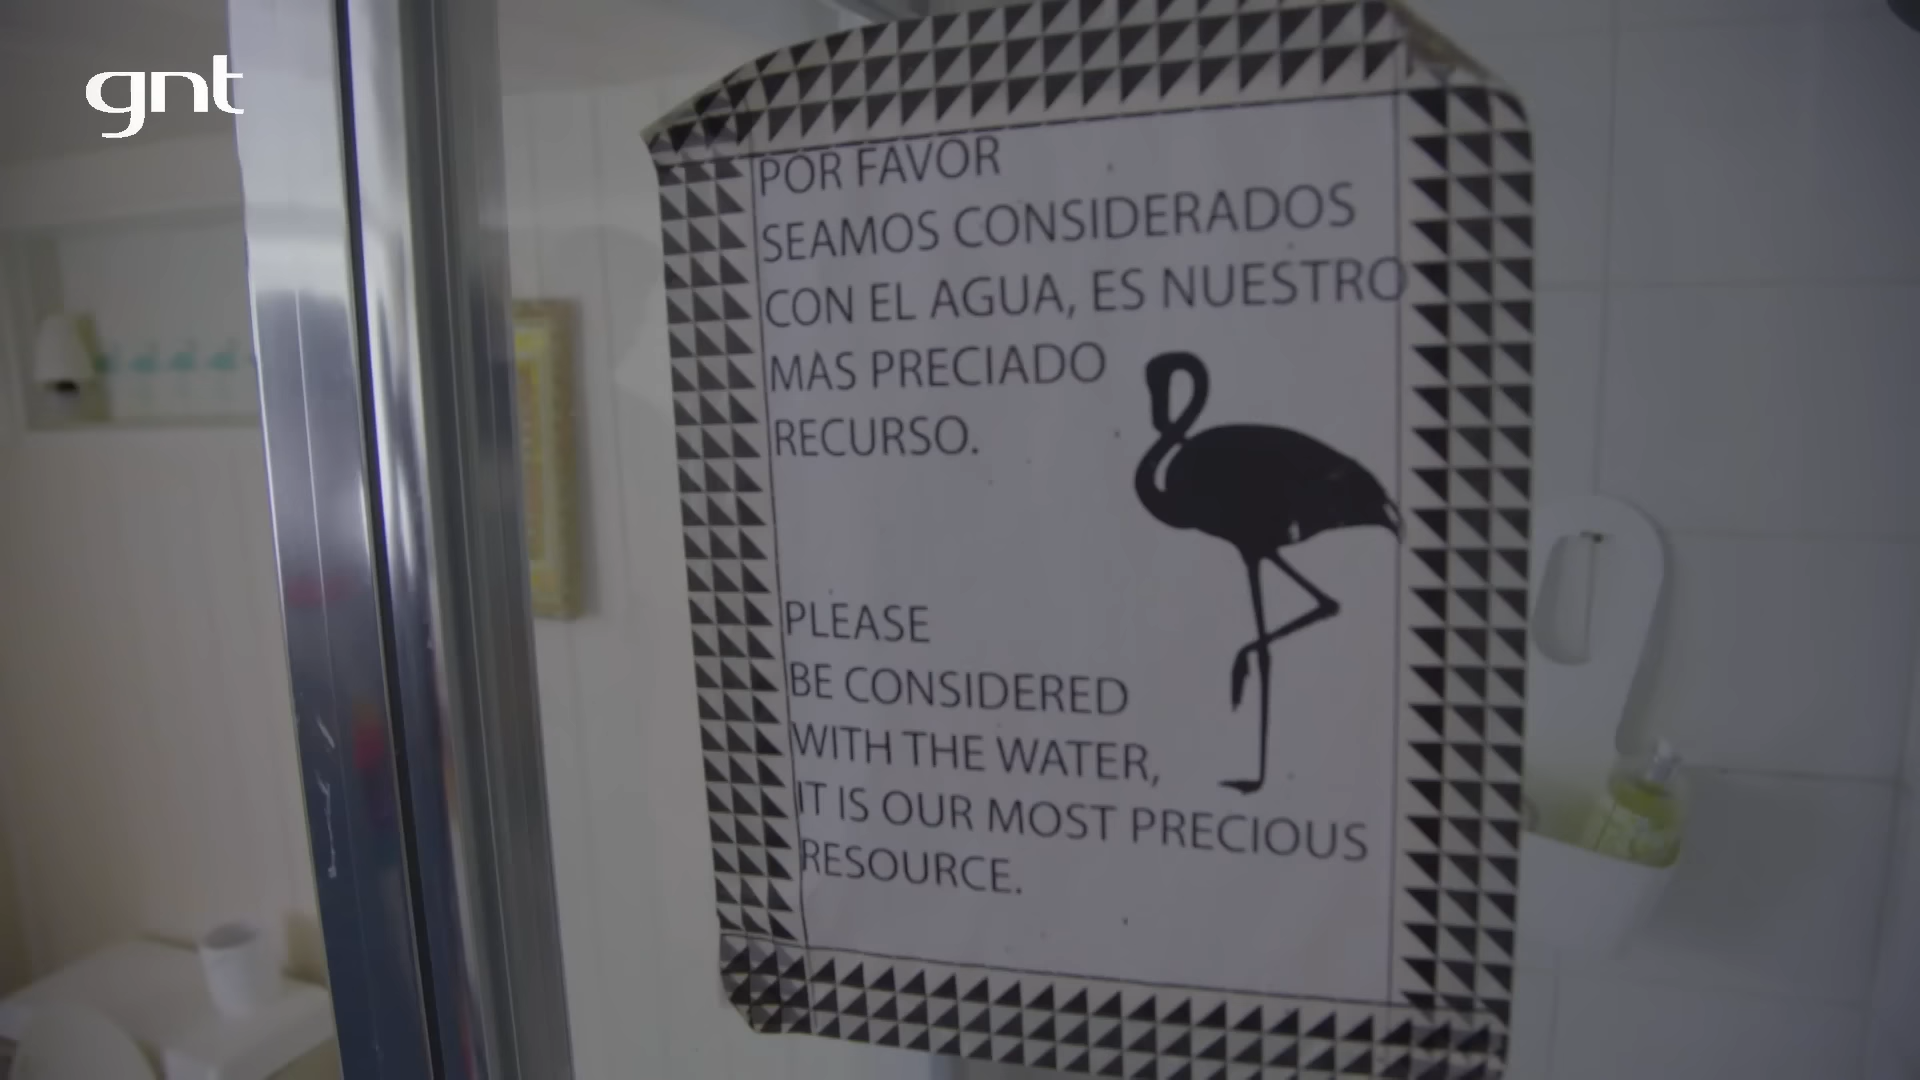 gnt
POR FAVOR
SEAMOS CONSIDERADOS
CON EL AGUA, ES NUESTRO
MAS PRECIADO
RECURSO.
PLEASE
BE CONSIDERED
WITH THE WATER,
IT IS OUR MOST PRECIOUS
RESOURCE.